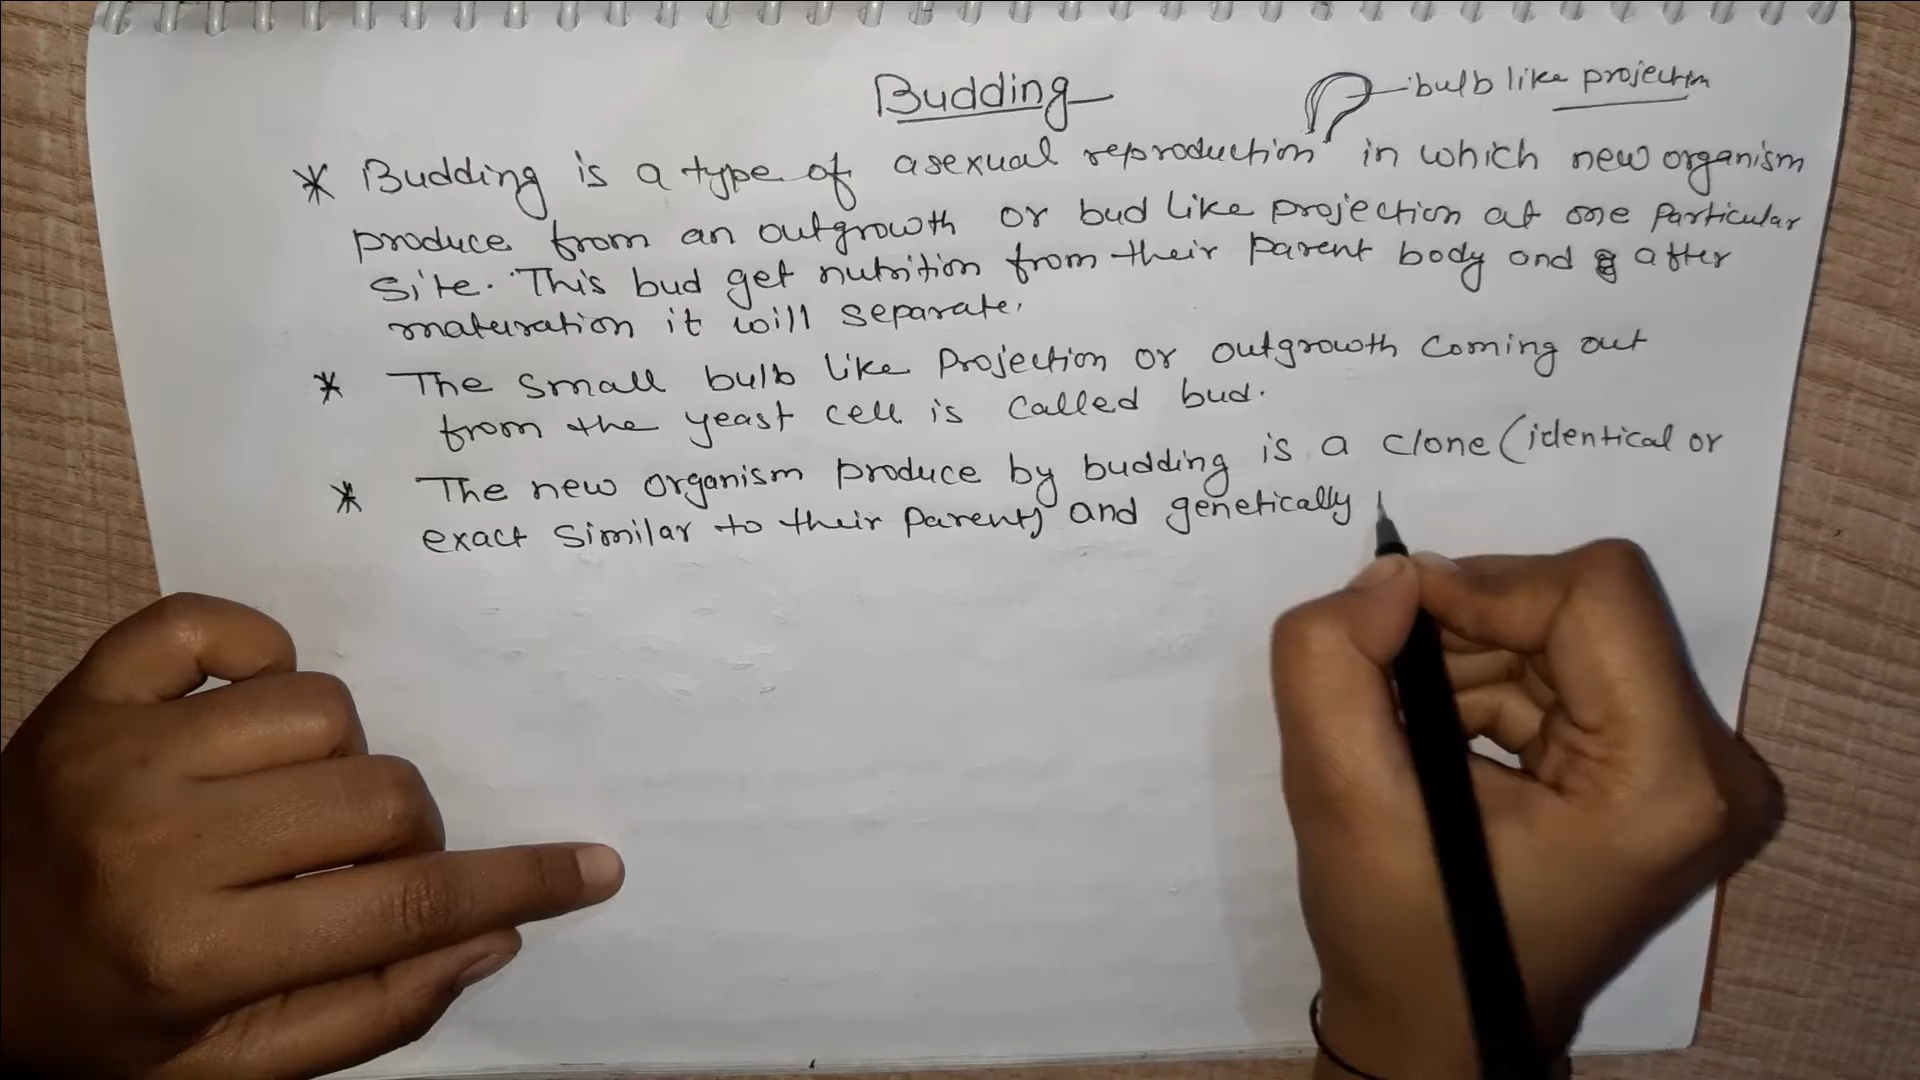 Budding
bulb like projection
* Budding is a type of asexual reproduction in which new organism
produce from an outgrowth or bud like projection at one particular
site. This bud get nutrition from their parent body and after
maturation it will separate.
* The small bulb like projection or outgrowth coming out
from the yeast cell is called bud.
* The new organism produce by budding is a clone (identical or
exact similar to their parent) and genetically